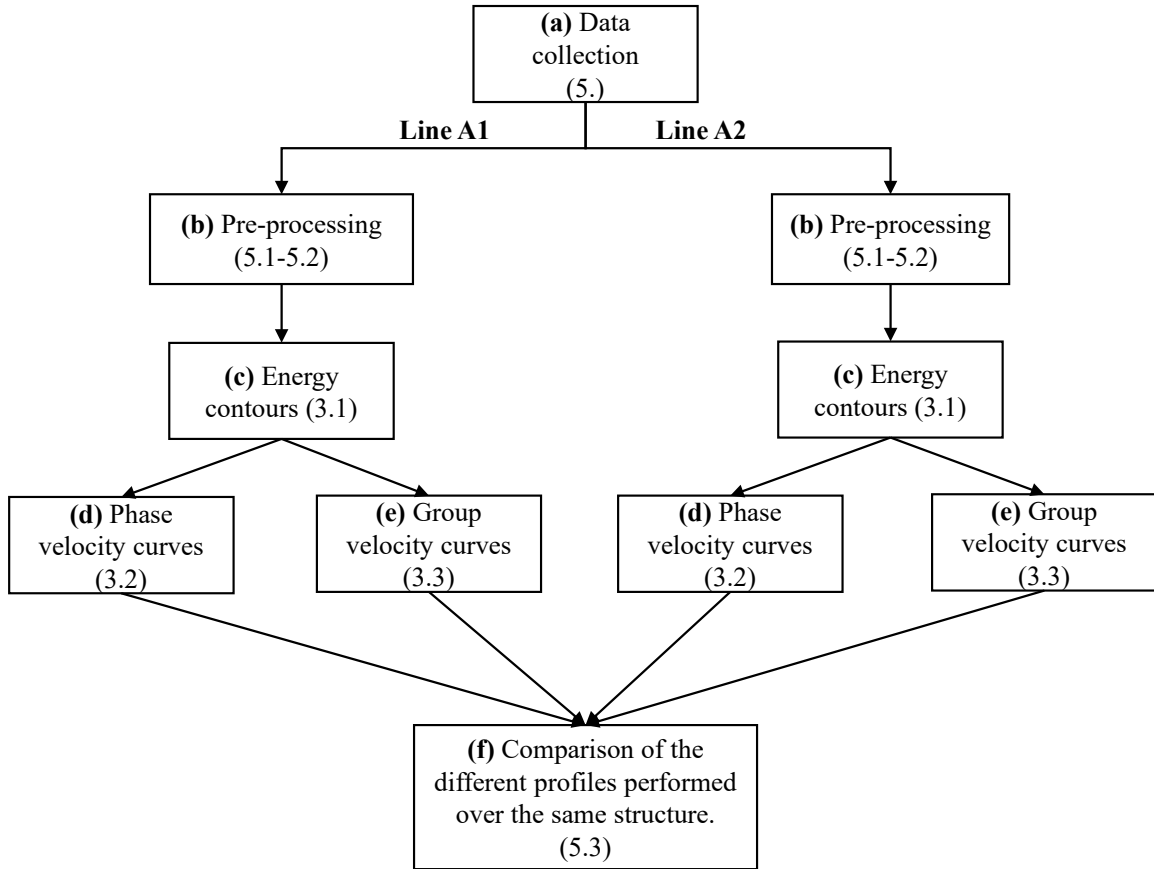 (a) Data
collection
(5.)
Line A1
Line A2
(b) Pre-processing
(5.1-5.2)
(b) Pre-processing
(5.1-5.2)
(c) Energy
contours (3.1)
(c) Energy
contours (3.1)
(d) Phase
velocity curves
(3.2)
(e) Group
velocity curves
(3.3)
(d) Phase
velocity curves
(3.2)
(e) Group
velocity curves
(3.3)
(f) Comparison of the
different profiles performed
over the same structure.
(5.3)